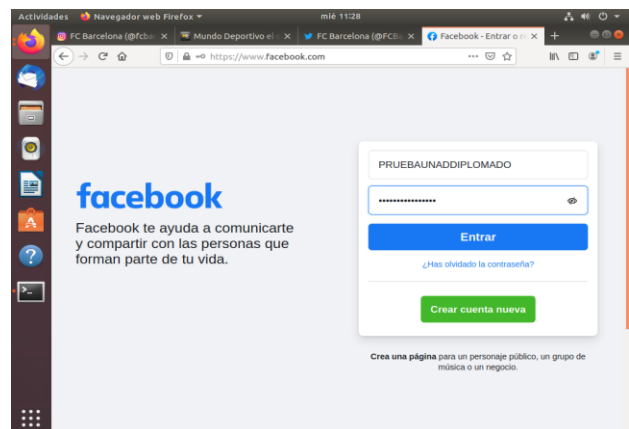 Actividades Navegador web Firefox mié 11:28
FC Barcelona (@fcba Mundo Deportivo el FC Barcelona (@FCBa Facebook - Entrar o re
https://www.facebook.com
PRUEBAUNADDIPLOMADO
••••••••••••••••
facebook
Facebook te ayuda a comunicarte
y compartir con las personas que
forman parte de tu vida.
Entrar
¿Has olvidado la contraseña?
Crear cuenta nueva
Crea una página para un personaje público, un grupo de
música o un negocio.